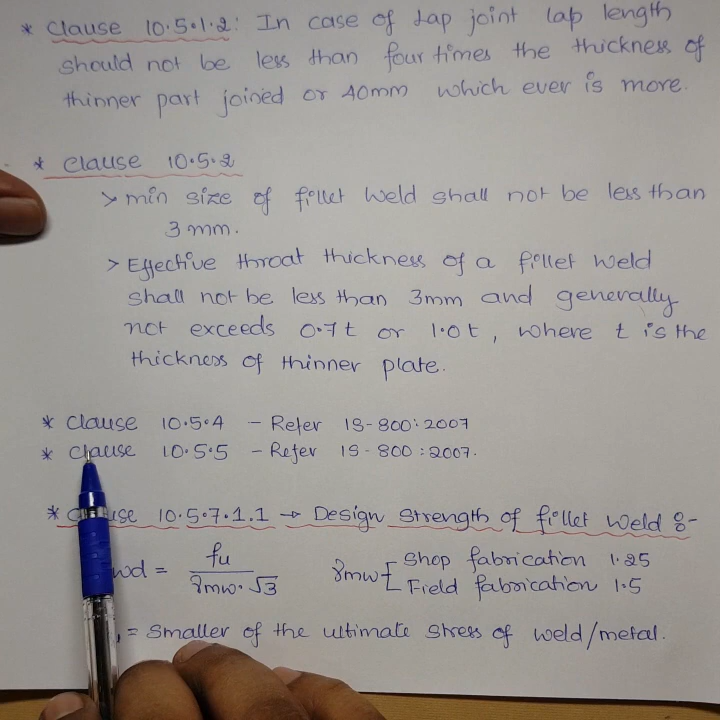 * Clause 10.5.1.2: In case of Lap joint lap length
should not be less than four times the thickness of
thinner part joined or 40mm which ever is more.
* Clause 10.5.2
> min size of fillet weld shall not be less than
3 mm.
> Effective throat thickness of a fillet weld
shall not be less than 3mm and generally
not exceeds 0.7t or 1.0t, where t is the
thickness of thinner plate.
* Clause 10.5.4 - Refer IS-800:2007
* Clause 10.5.5 - Refer IS-800:2007.
* Clause 10.5.7.1.1 → Design Strength of fillet weld :-
wd = fu / γmw·√3 γmw [ Shop fabrication 1.25
Field fabrication 1.5
= Smaller of the ultimate stress of weld/metal.